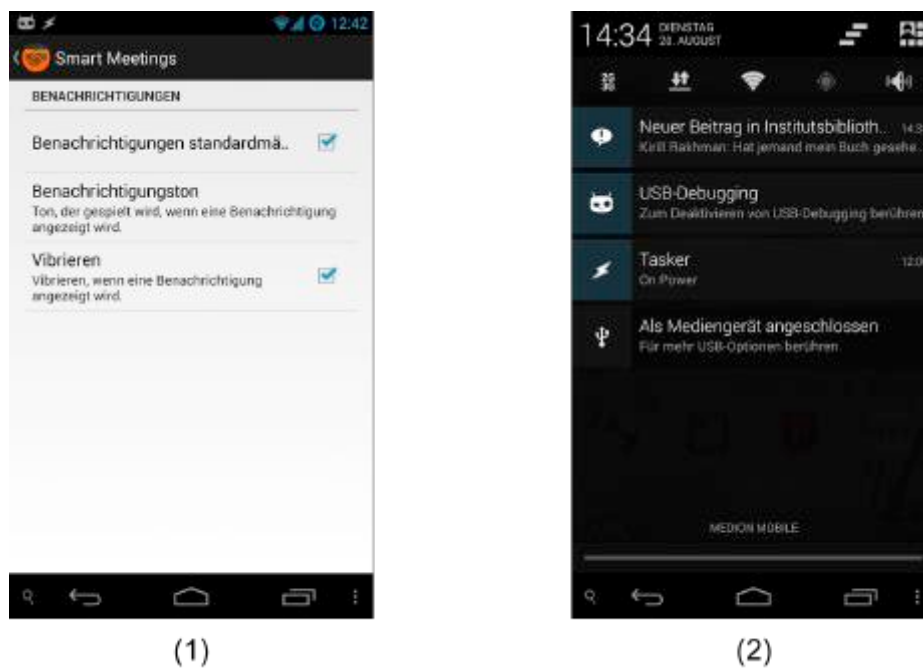 12:42
Smart Meetings
BENACHRICHTIGUNGEN
Benachrichtigungen standardmä..
Benachrichtigungston
Ton, der gespielt wird, wenn eine Benachrichtigung
angezeigt wird.
Vibrieren
Vibrieren, wenn eine Benachrichtigung
angezeigt wird.
(1)
14:34 DIENSTAG
20. AUGUST
2G
3G
Neuer Beitrag in Institutsbiblioth..
Kirill Rakhman: Hat jemand mein Buch gesehe..
USB-Debugging
Zum Deaktivieren von USB-Debugging berühren
Tasker
On Power
Als Mediengerät angeschlossen
Für mehr USB-Optionen berühren
MEDION MOBILE
(2)